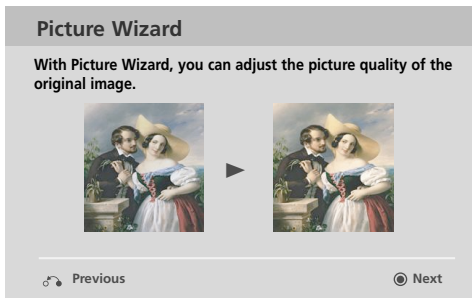 Picture Wizard
With Picture Wizard, you can adjust the picture quality of the
original image.
Previous
Next